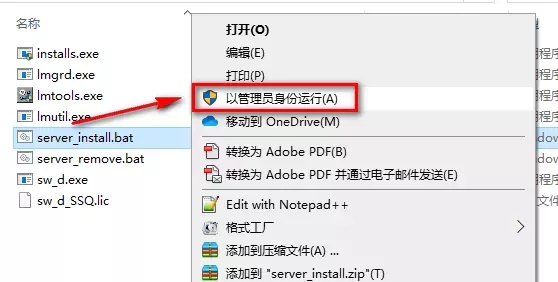 名称
installs.exe
lmgrd.exe
lmtools.exe
lmutil.exe
server_install.bat
server_remove.bat
sw_d.exe
sw_d_SSQ.lic
打开(O)
编辑(E)
打印(P)
以管理员身份运行(A)
移动到 OneDrive(M)
转换为 Adobe PDF(B)
转换为 Adobe PDF 并通过电子邮件发送(E)
Edit with Notepad++
格式工厂
添加到压缩文件(A) ...
添加到 "server_install.zip"(T)